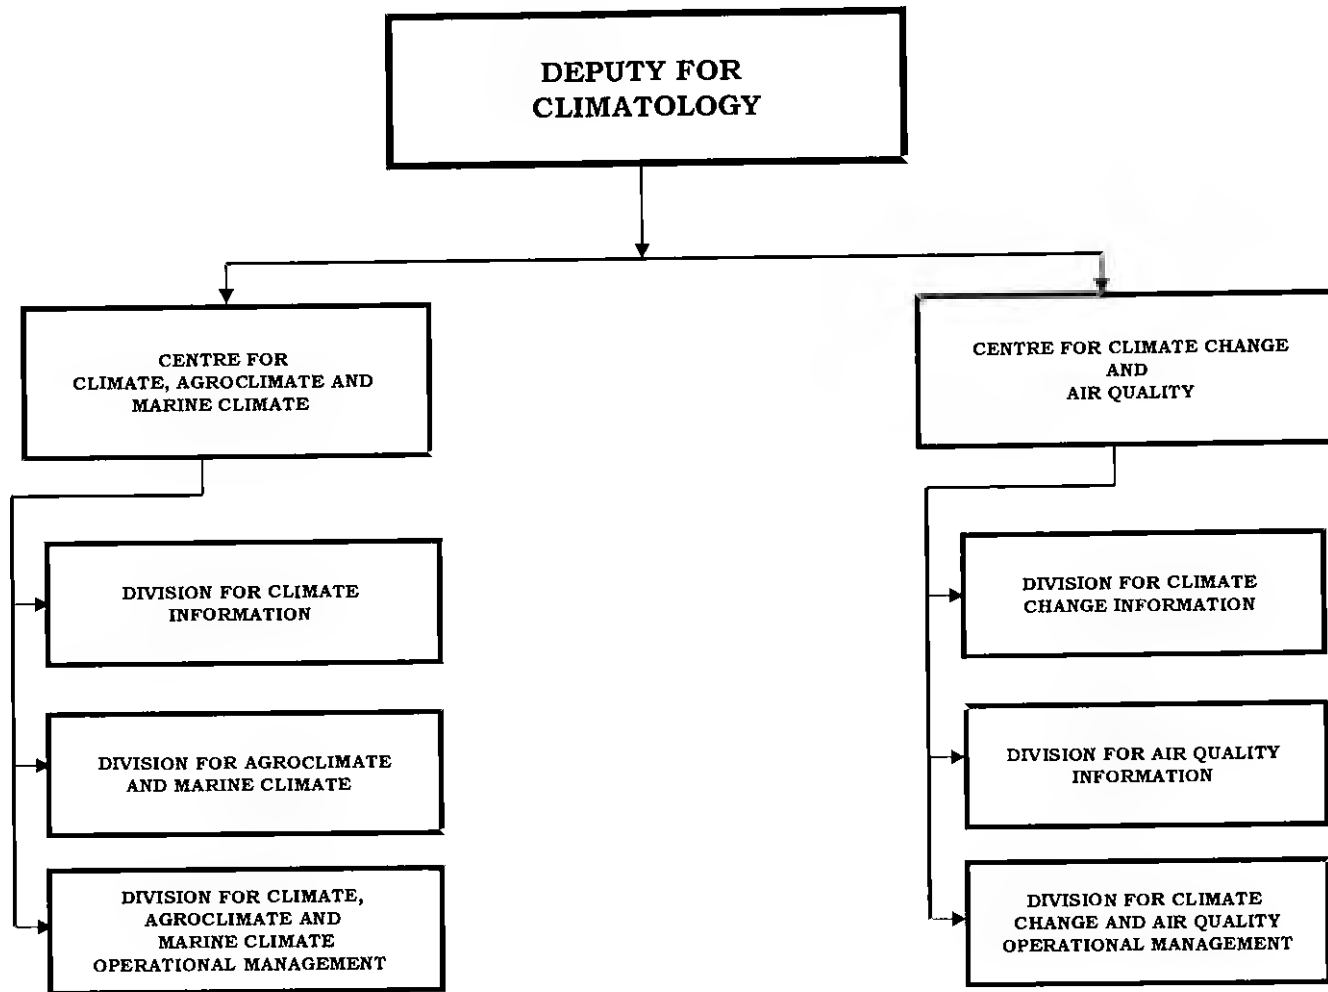 DEPUTY FOR
CLIMATOLOGY
CENTRE FOR
CLIMATE, AGROCLIMATE AND
MARINE CLIMATE
CENTRE FOR CLIMATE CHANGE
AND
AIR QUALITY
DIVISION FOR CLIMATE
INFORMATION
DIVISION FOR AGROCLIMATE
AND MARINE CLIMATE
DIVISION FOR CLIMATE,
AGROCLIMATE AND
MARINE CLIMATE
OPERATIONAL MANAGEMENT
DIVISION FOR CLIMATE
CHANGE INFORMATION
DIVISION FOR AIR QUALITY
INFORMATION
DIVISION FOR CLIMATE
CHANGE AND AIR QUALITY
OPERATIONAL MANAGEMENT